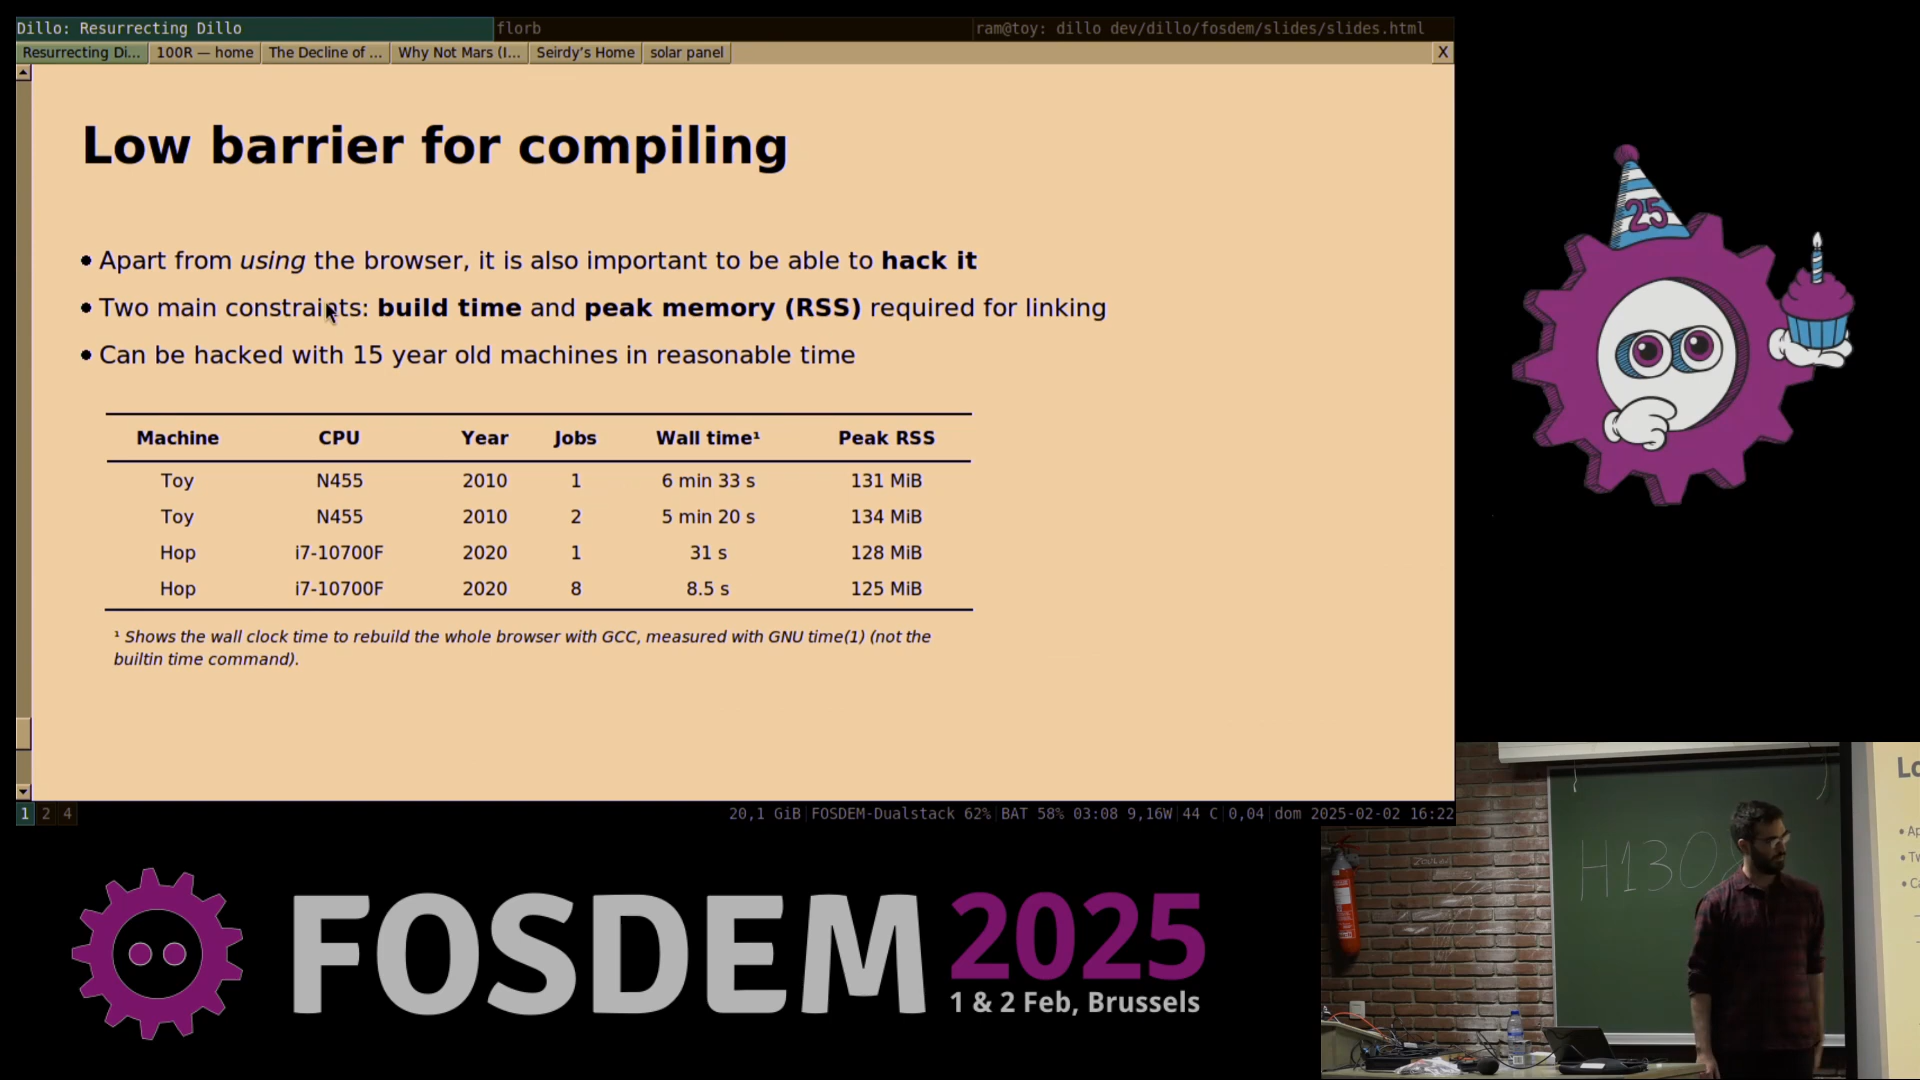 Dillo: Resurrecting Dillo
florb
ram@toy: dillo dev/dillo/fosdem/slides/slides.html
Resurrecting Di...
100R — home
The Decline of ...
Why Not Mars (I...
Seirdy’s Home
solar panel
X
Low barrier for compiling
• Apart from using the browser, it is also important to be able to hack it
• Two main constraints: build time and peak memory (RSS) required for linking
• Can be hacked with 15 year old machines in reasonable time
Machine CPU Year Jobs Wall time¹ Peak RSS
Toy N455 2010 1 6 min 33 s 131 MiB
Toy N455 2010 2 5 min 20 s 134 MiB
Hop i7-10700F 2020 1 31 s 128 MiB
Hop i7-10700F 2020 8 8.5 s 125 MiB
¹ Shows the wall clock time to rebuild the whole browser with GCC, measured with GNU time(1) (not the
builtin time command).
1 2 4
20,1 GiB FOSDEM-Dualstack 62% BAT 58% 03:08 9,16W 44 C 0,04 dom 2025-02-02 16:22
25
FOSDEM 2025
1 & 2 Feb, Brussels
Lo
• Ap
• Tw
• Ca